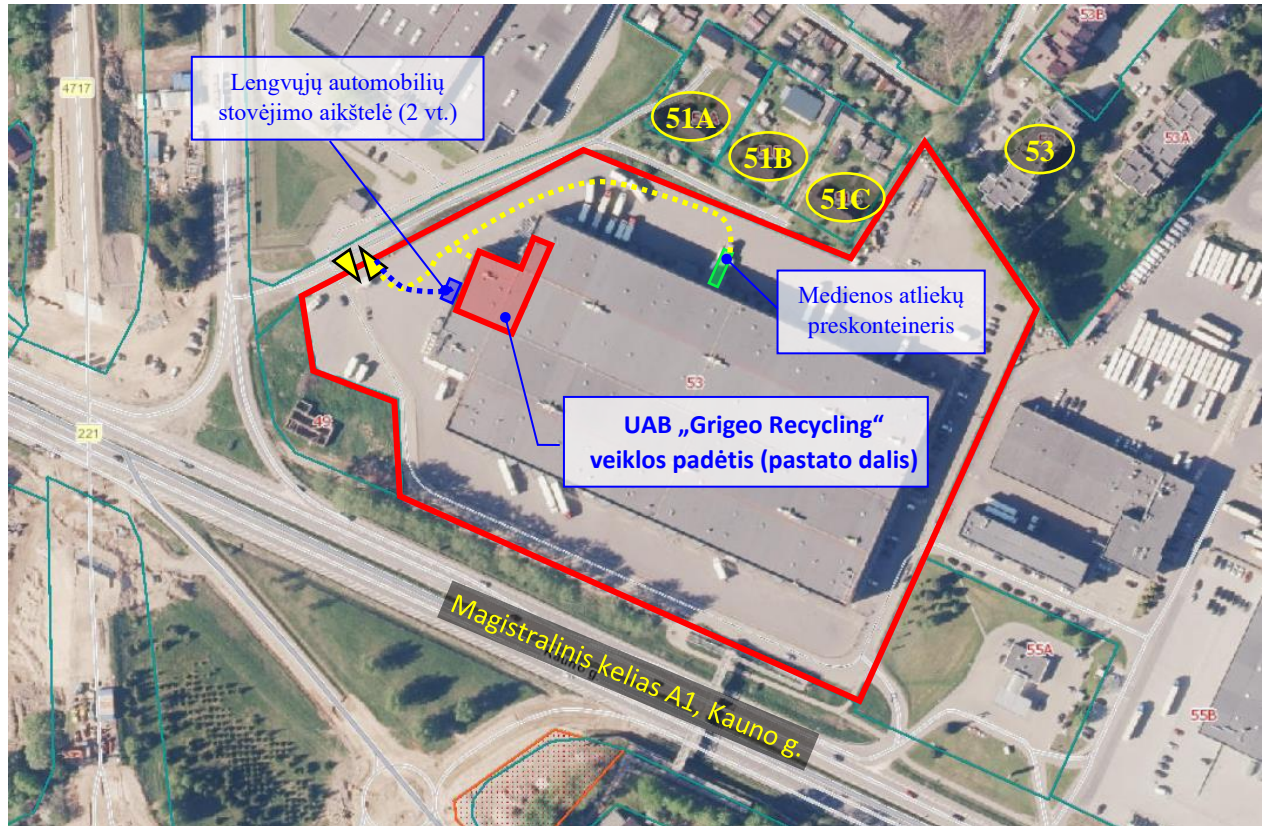 53B
4717
Lengvųjų automobilių
stovėjimo aikštelė (2 vt.)
51A
51B
51C
53
53A
Medienos atliekų
preskonteineris
53
UAB „Grigeo Recycling“
veiklos padėtis (pastato dalis)
49
221
Magistralinis kelias A1, Kauno g.
55A
55B